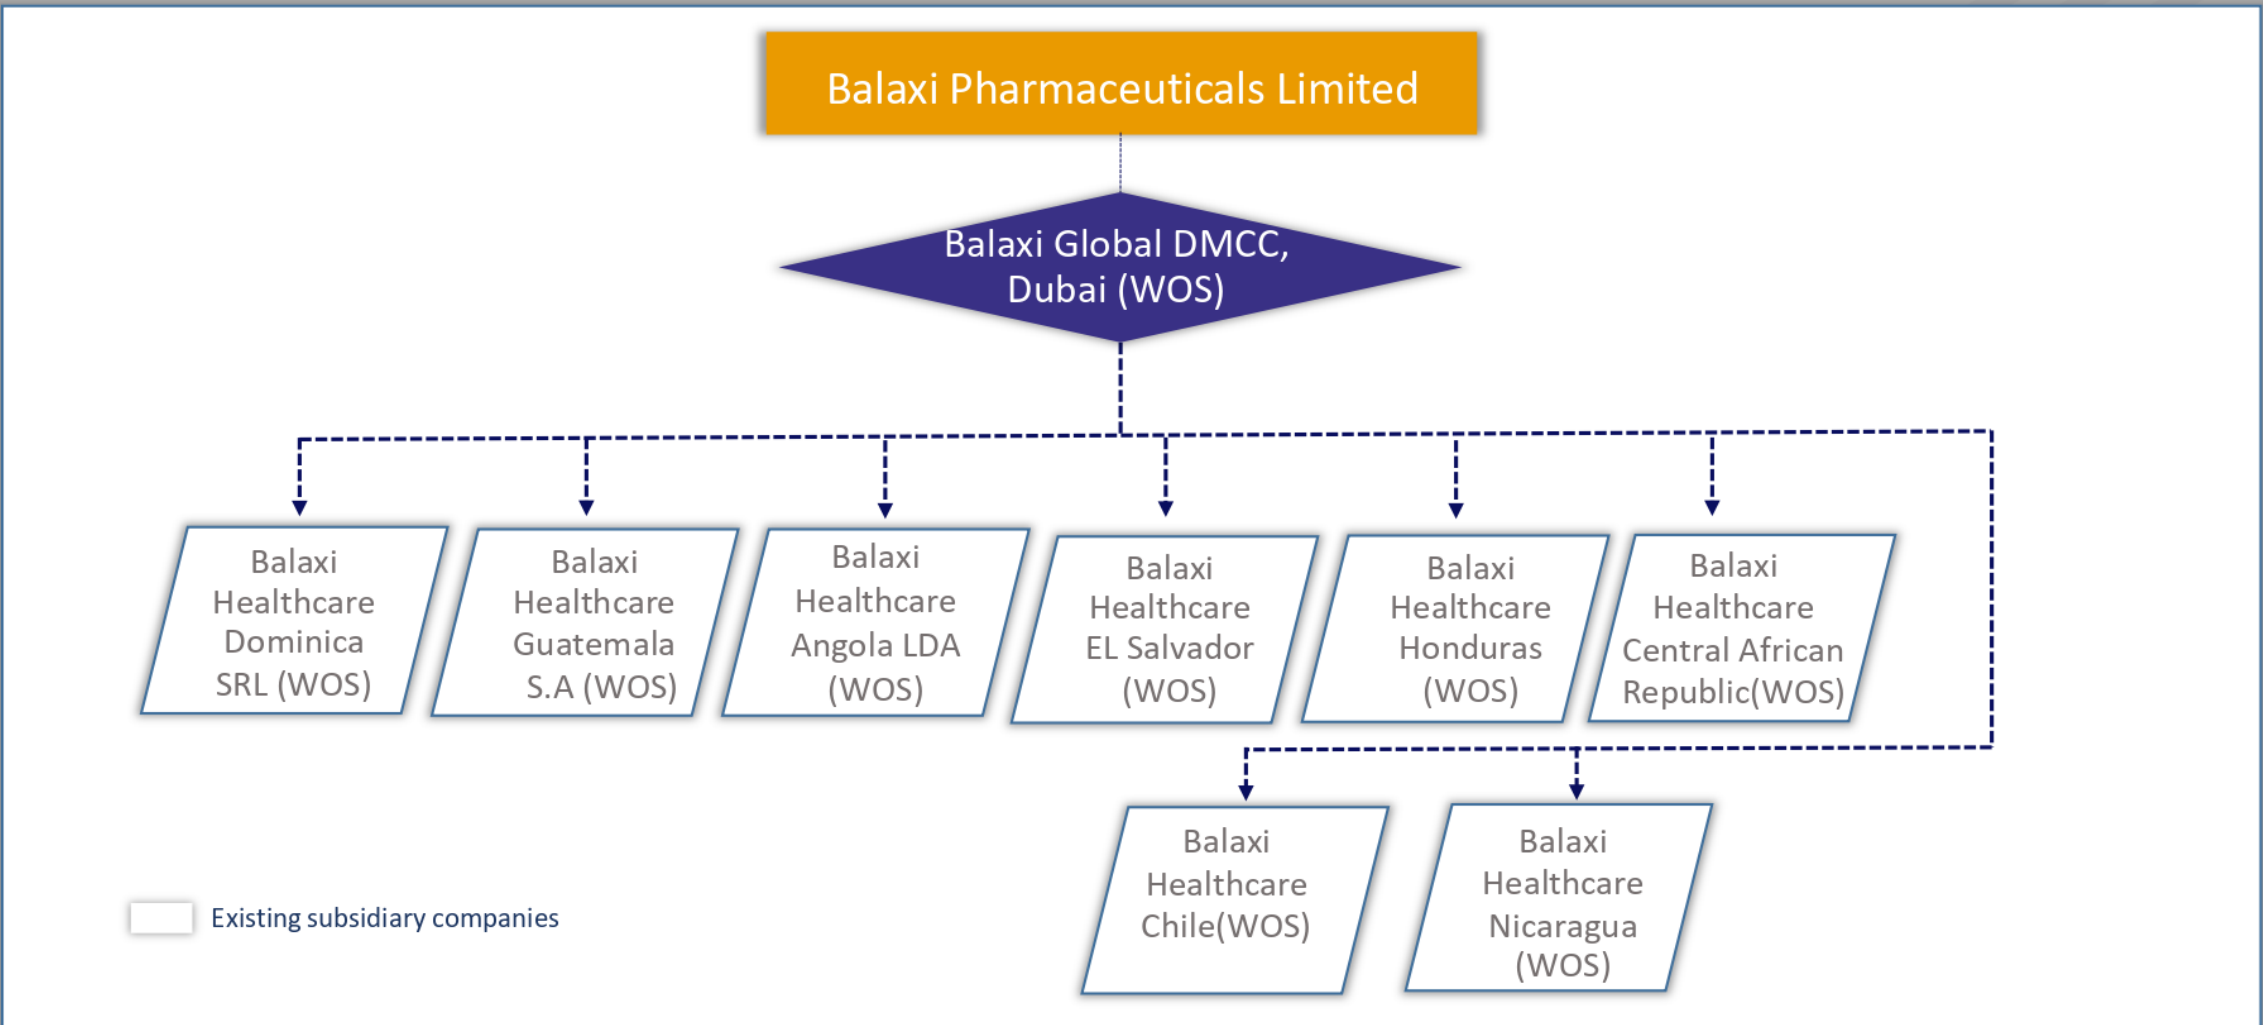 Balaxi Pharmaceuticals Limited
Balaxi Global DMCC,
Dubai (WOS)
Balaxi
Healthcare
Dominica
SRL (WOS)
Balaxi
Healthcare
Guatemala
S.A (WOS)
Balaxi
Healthcare
Angola LDA
(WOS)
Balaxi
Healthcare
EL Salvador
(WOS)
Balaxi
Healthcare
Honduras
(WOS)
Balaxi
Healthcare
Central African
Republic(WOS)
Balaxi
Healthcare
Chile(WOS)
Balaxi
Healthcare
Nicaragua
(WOS)
Existing subsidiary companies